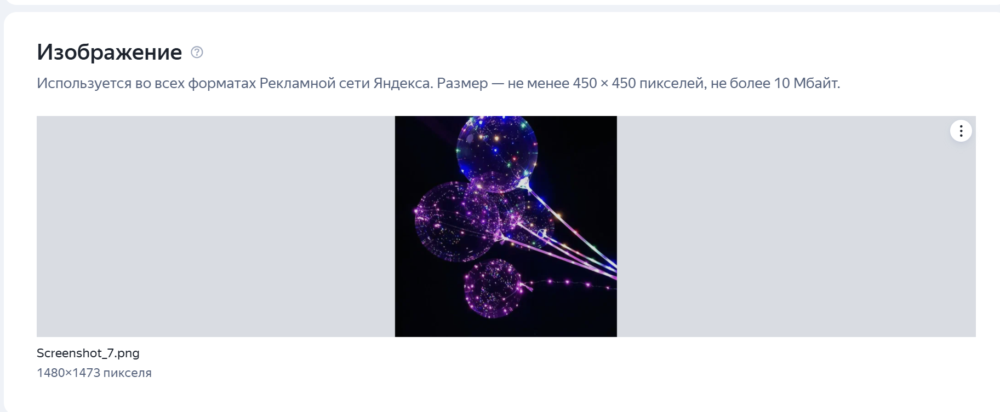 Изображение
Используется во всех форматах Рекламной сети Яндекса. Размер — не менее 450 × 450 пикселей, не более 10 Мбайт.
Screenshot_7.png
1480×1473 пикселя